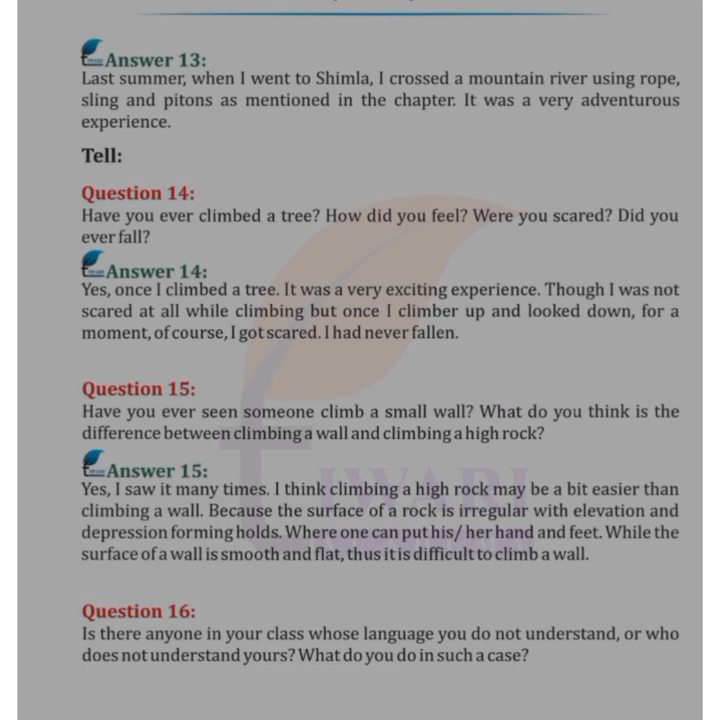 Answer 13:
Last summer, when I went to Shimla, I crossed a mountain river using rope,
sling and pitons as mentioned in the chapter. It was a very adventurous
experience.
Tell:
Question 14:
Have you ever climbed a tree? How did you feel? Were you scared? Did you
ever fall?
Answer 14:
Yes, once I climbed a tree. It was a very exciting experience. Though I was not
scared at all while climbing but once I climber up and looked down, for a
moment, of course, I got scared. I had never fallen.
Question 15:
Have you ever seen someone climb a small wall? What do you think is the
difference between climbing a wall and climbing a high rock?
Answer 15:
Yes, I saw it many times. I think climbing a high rock may be a bit easier than
climbing a wall. Because the surface of a rock is irregular with elevation and
depression forming holds. Where one can put his/ her hand and feet. While the
surface of a wall is smooth and flat, thus it is difficult to climb a wall.
Question 16:
Is there anyone in your class whose language you do not understand, or who
does not understand yours? What do you do in such a case?